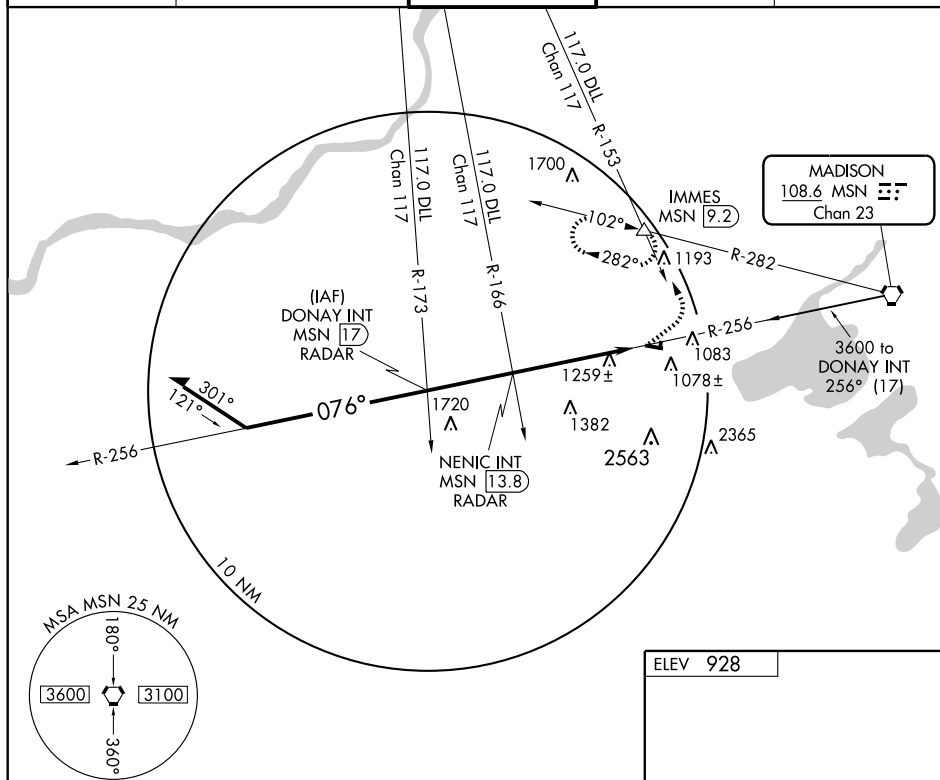 117.0 DLL
Chan 117
R-153
117.0 DLL
Chan 117
R-173
117.0 DLL
Chan 117
R-166
1700
IMMES
MSN 9.2
MADISON
108.6 MSN
Chan 23
102°
282°
1193
R-282
(IAF)
DONAY INT
MSN 17
RADAR
R-256
3600 to
DONAY INT
256° (17)
1083
1259±
1078±
301°
121°
076°
1720
1382
2563
2365
R-256
NENIC INT
MSN 13.8
RADAR
10 NM
MSA MSN 25 NM
180°
3600
3100
360°
ELEV 928